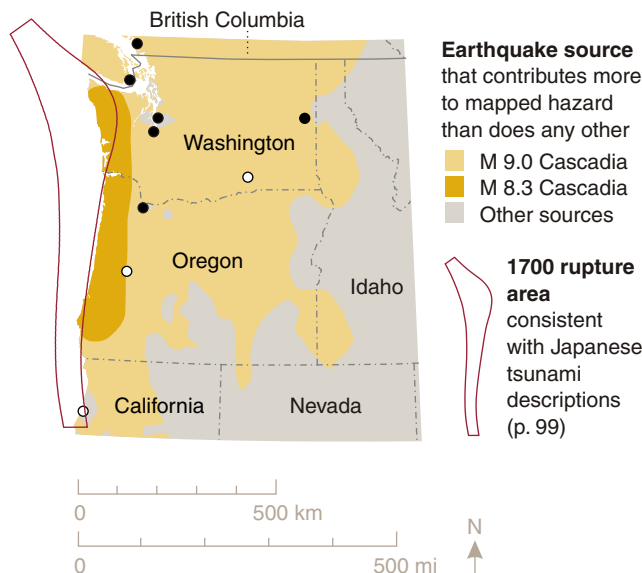 British Columbia
Washington
Oregon
Idaho
California
Nevada
Earthquake source
that contributes more
to mapped hazard
than does any other
M 9.0 Cascadia
M 8.3 Cascadia
Other sources
1700 rupture
area
consistent
with Japanese
tsunami
descriptions
(p. 99)
0 500 km
0 500 mi
N